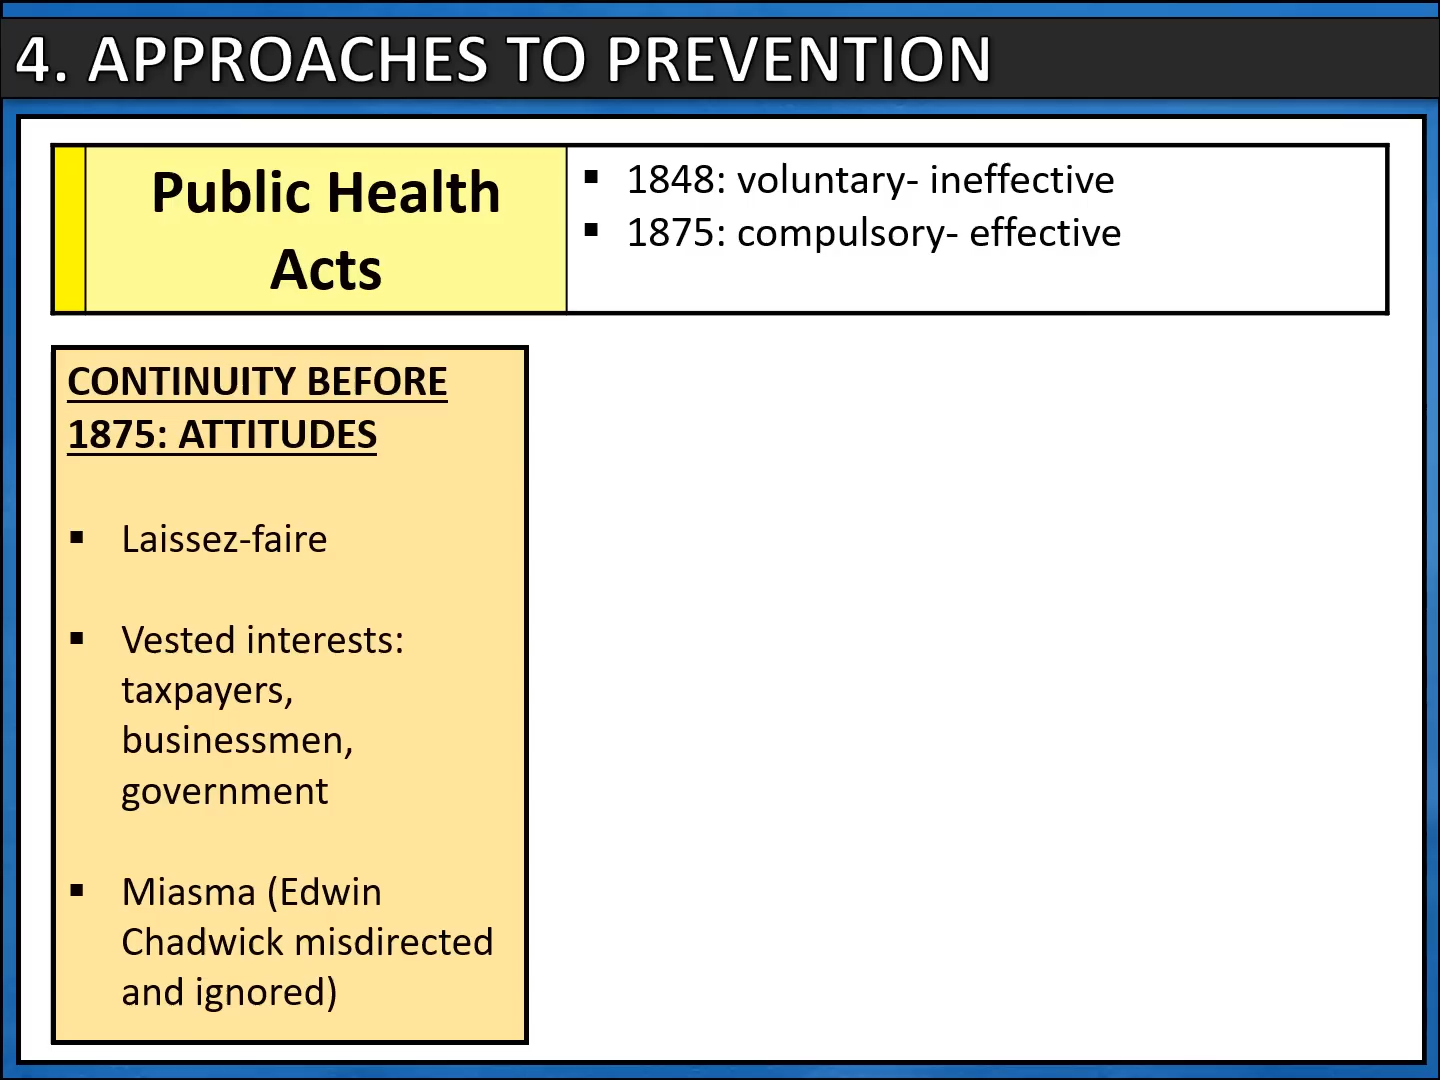 4. APPROACHES TO PREVENTION
Public Health
Acts
▪ 1848: voluntary- ineffective
▪ 1875: compulsory- effective
CONTINUITY BEFORE
1875: ATTITUDES
▪ Laissez-faire
▪ Vested interests:
taxpayers,
businessmen,
government
▪ Miasma (Edwin
Chadwick misdirected
and ignored)